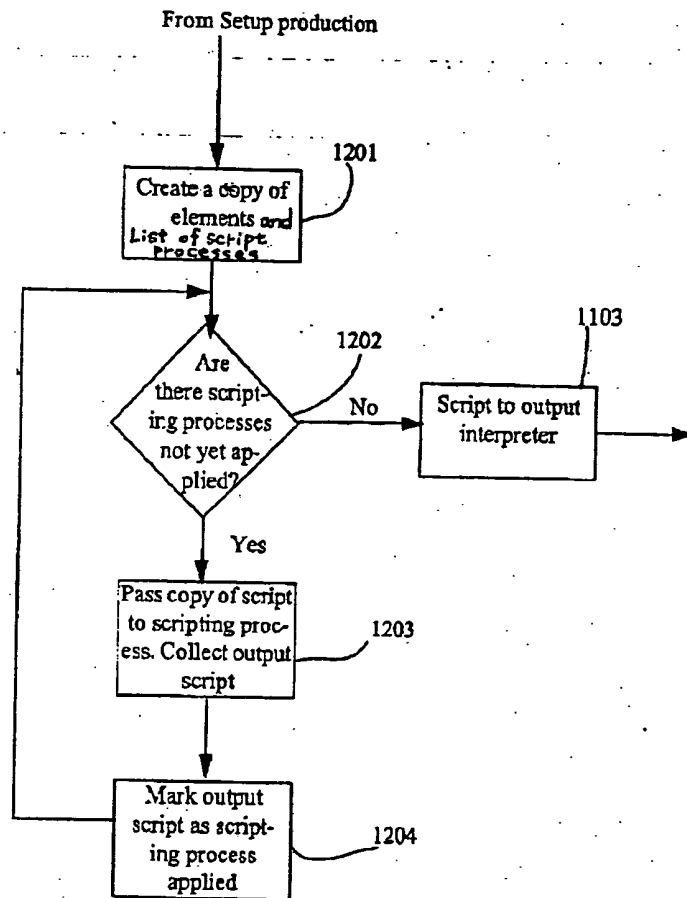 From Setup production
1201
Create a copy of
elements and
List of script
processes
1202
Are
there script-
ing processes
not yet ap-
plied?
No
1103
Script to output
interpreter
Yes
Pass copy of script
to scripting proc-
ess. Collect output
script
1203
Mark output
script as script-
ing process
applied
1204